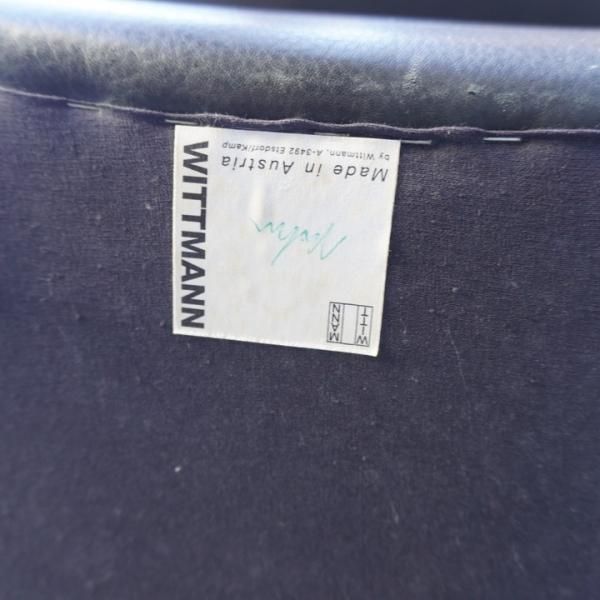 WITTMANN
Made in Austria
by Wittmann, A-3492 Etsdorf/Kamp
WITT
MANN